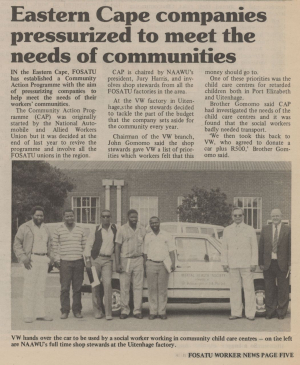 Eastern Cape companies
pressurized to meet the
needs of communities
IN the Eastern Cape, FOSATU
has established a Community
Action Programme with the aim
of pressurizing companies to
help meet the needs of their
workers' communities.
The Community Action Prog-
ramme (CAP) was originally
started by the National Auto-
mobile and Allied Workers
Union but it was decided at the
end of last year to revive the
programme and involve all the
FOSATU unions in the region.
CAP is chaired by NAAWU's
president, Jury Harris, and inv-
olves shop stewards from all the
FOSATU factories in the area.
At the VW factory in Uiten-
hage, the shop stewards decided
to tackle the part of the budget
that the company sets aside for
the community every year.
Chairman of the VW branch,
John Gomomo said the shop
stewards gave VW a list of prior-
ities which workers felt that this
money should go to.
One of these priorities was the
child care centres for retarded
children both in Port Elizabeth
and Uitenhage.
Brother Gomomo said CAP
had investigated the needs of the
child care centres and it was
found that the social workers
badly needed transport.
'We then took this back to
VW, who agreed to donate a
car plus R500,' Brother Gom-
omo said.
VW hands over the car to be used by a social worker working in community child care centres — on the left
are NAAWU's full time shop stewards at the Uitenhage factory.
FOSATU WORKER NEWS PAGE FIVE